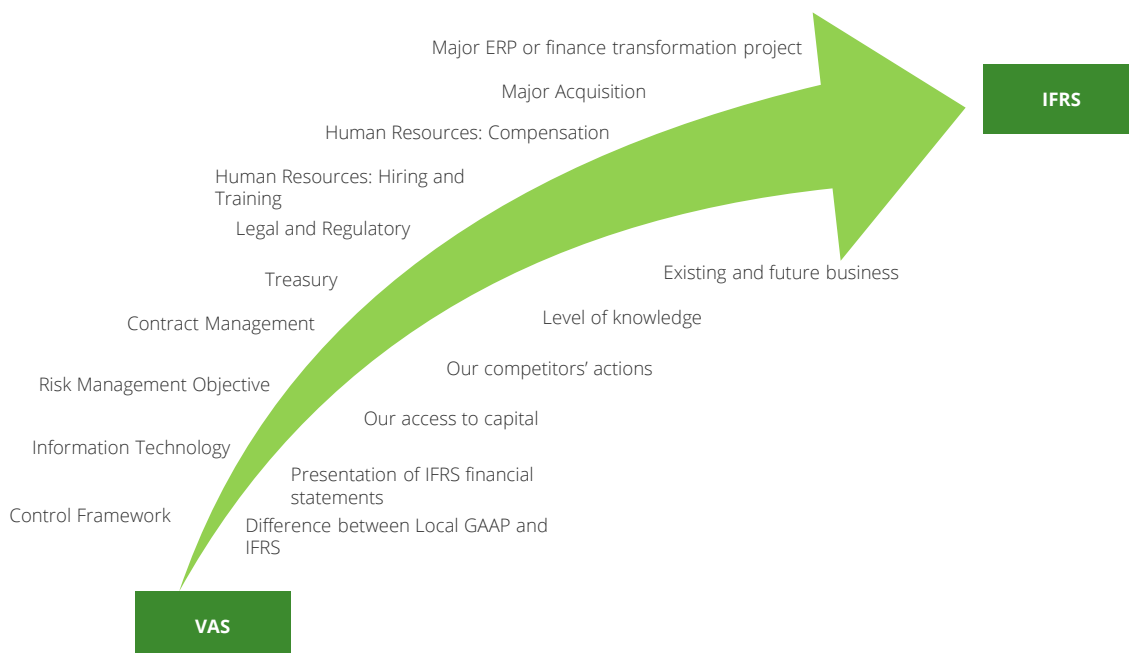 Major ERP or finance transformation project
Major Acquisition
IFRS
Human Resources: Compensation
Human Resources: Hiring and
Training
Legal and Regulatory
Treasury
Existing and future business
Contract Management
Level of knowledge
Our competitors’ actions
Risk Management Objective
Our access to capital
Information Technology
Presentation of IFRS financial
statements
Control Framework
Difference between Local GAAP and
IFRS
VAS